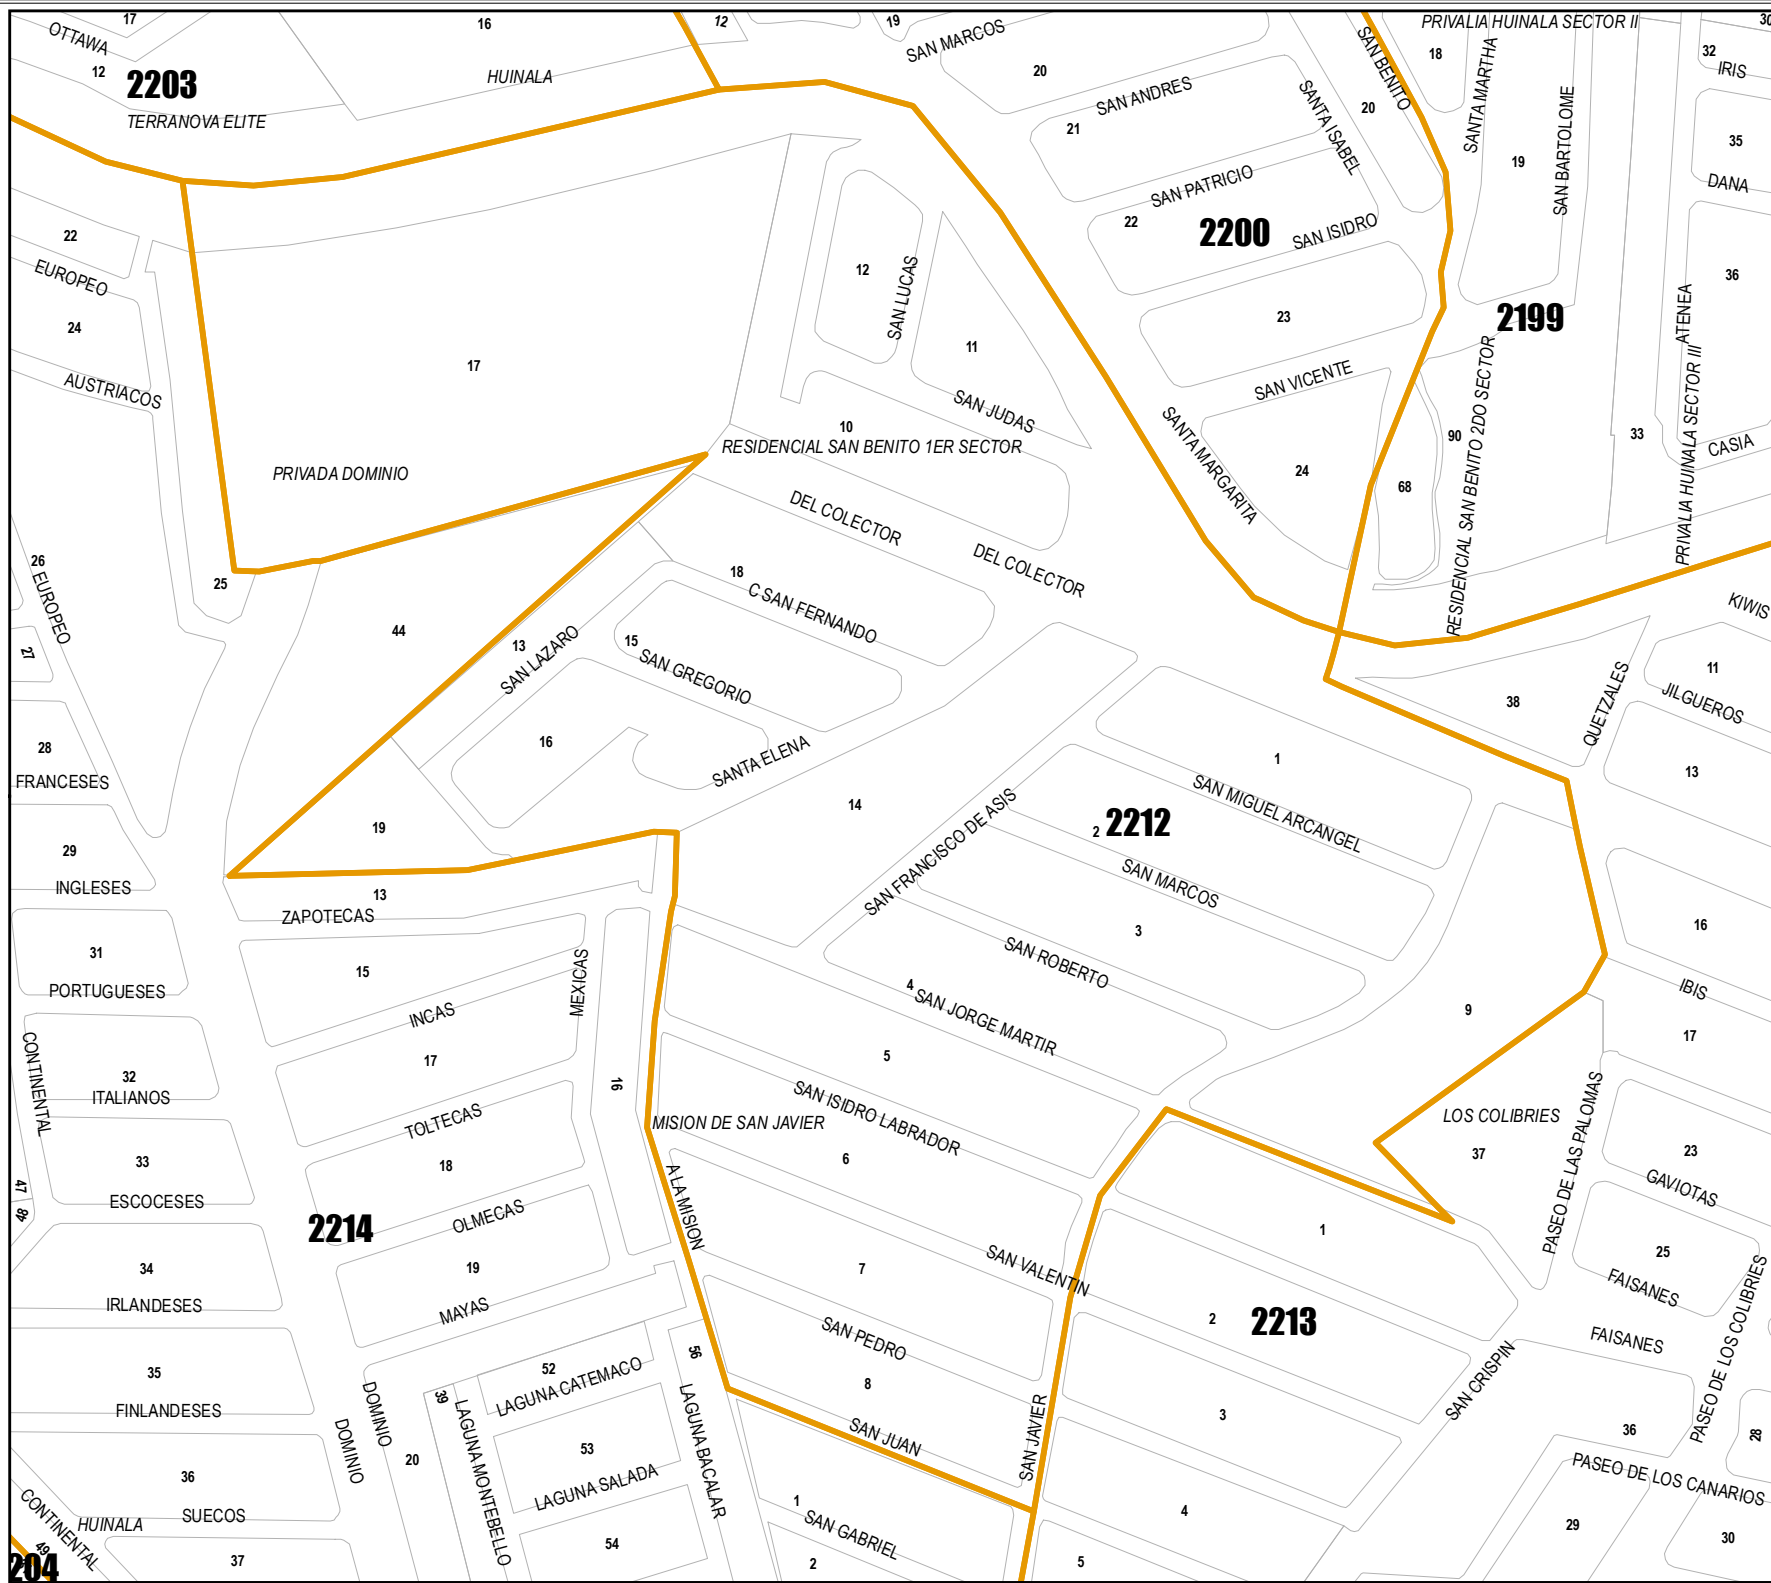 17
16
12
19
PRIVALIA HUINALA SECTOR II
30
OTTAWA
SAN MARCOS
SAN BENITO
18
SANTA MARTHA
32
IRIS
12
2203
HUINALA
20
SAN ANDRES
SANTA ISABEL
20
SAN BARTOLOME
TERRANOVA ELITE
21
19
35
DANA
SAN PATRICIO
22
2200
SAN ISIDRO
22
EUROPEO
12
SAN LUCAS
36
24
23
2199
ATENEA
17
11
AUSTRIACOS
SAN VICENTE
SAN JUDAS
10
RESIDENCIAL SAN BENITO 1ER SECTOR
SANTA MARGARITA
90
RESIDENCIAL SAN BENITO 2DO SECTOR
33
PRIVALIA HUINALA SECTOR III
CASIA
PRIVADA DOMINIO
24
68
DEL COLECTOR
DEL COLECTOR
26
EUROPEO
25
18
C SAN FERNANDO
KIWIS
44
13
SAN LAZARO
15
SAN GREGORIO
27
11
JILGUEROS
38
QUETZALES
28
FRANCESES
16
SANTA ELENA
1
13
SAN MIGUEL ARCANGEL
14
SAN FRANCISCO DE ASIS
2
2212
19
29
INGLESES
13
ZAPOTECAS
SAN MARCOS
3
16
31
PORTUGUESES
15
MEXICAS
SAN ROBERTO
4
SAN JORGE MARTIR
IBIS
9
INCAS
17
5
17
CONTINENTAL
32
ITALIANOS
16
SAN ISIDRO LABRADOR
TOLTECAS
MISION DE SAN JAVIER
LOS COLIBRIES
PASEO DE LAS PALOMAS
33
18
6
37
23
ESCOCESES
47
48
2214
OLMECAS
A LA MISION
GAVIOTAS
1
SAN VALENTIN
25
FAISANES
34
19
7
IRLANDESES
MAYAS
2
2213
SAN PEDRO
FAISANES
PASEO DE LOS COLIBRIES
35
52
LAGUNA CATEMACO
56
8
SAN CRISPIN
FINLANDESES
DOMINIO
DOMINIO
39
LAGUNA MONTEBELLO
LAGUNA BACALAR
SAN JUAN
SAN JAVIER
3
36
28
20
53
LAGUNA SALADA
36
SUECOS
PASEO DE LOS CANARIOS
CONTINENTAL
HUINALA
1
SAN GABRIEL
4
29
30
49
204
37
54
2
5